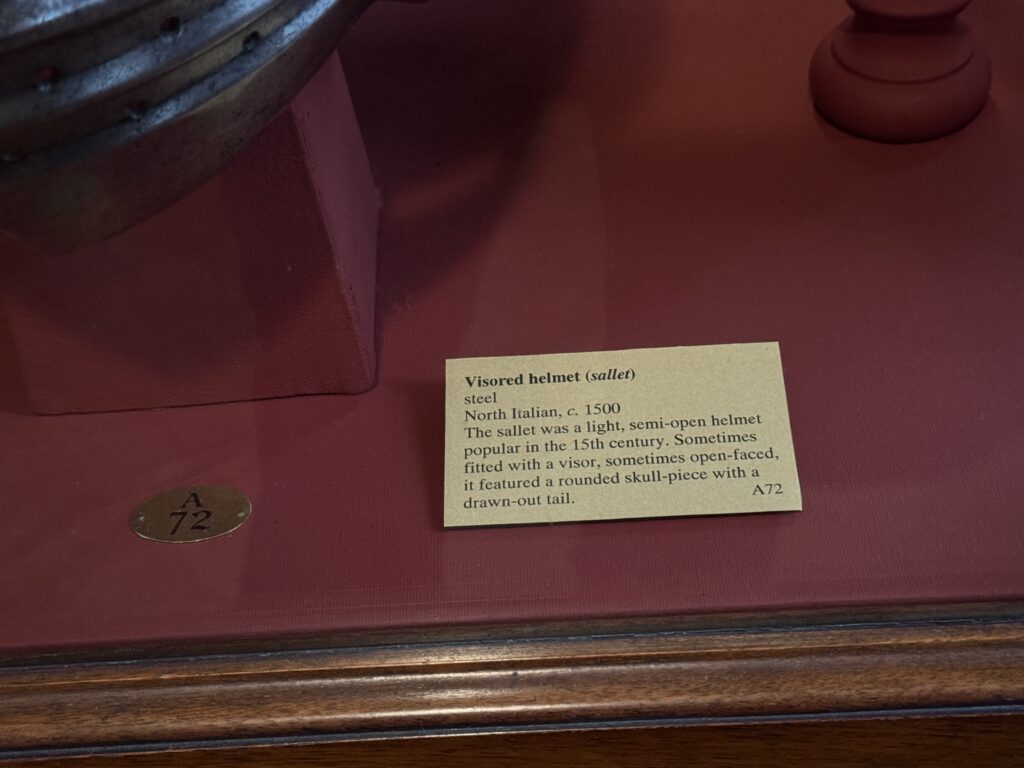 Visored helmet (sallet)
steel
North Italian, c. 1500
The sallet was a light, semi-open helmet
popular in the 15th century. Sometimes
fitted with a visor, sometimes open-faced,
it featured a rounded skull-piece with a
drawn-out tail.
A72
A
72